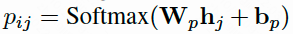 p_{ij} = Softmax(W_p h_j + b_p)